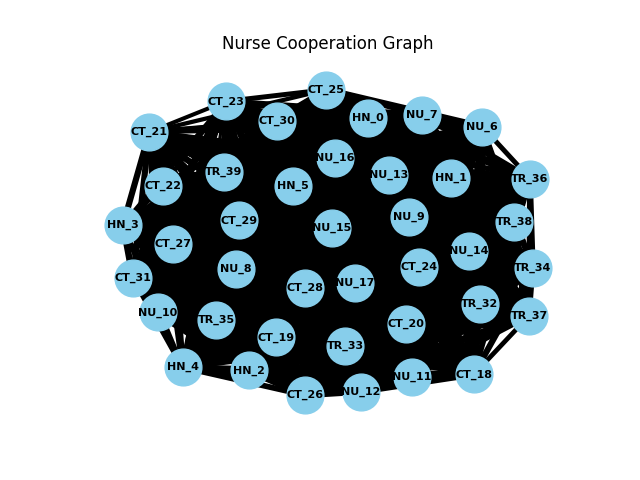 Nurse Cooperation Graph
CT_25
CT_23
NU_7
HN_0
CT_30
NU_6
CT_21
NU_16
TR_39
NU_13
HN_1
TR_36
CT_22
HN_5
NU_9
CT_29
TR_38
HN_3
NU_15
CT_27
NU_14
CT_24
TR_34
NU_8
CT_31
NU_17
CT_28
TR_32
NU_10
TR_37
TR_35
CT_20
CT_19
TR_33
HN_4
HN_2
CT_18
NU_11
NU_12
CT_26